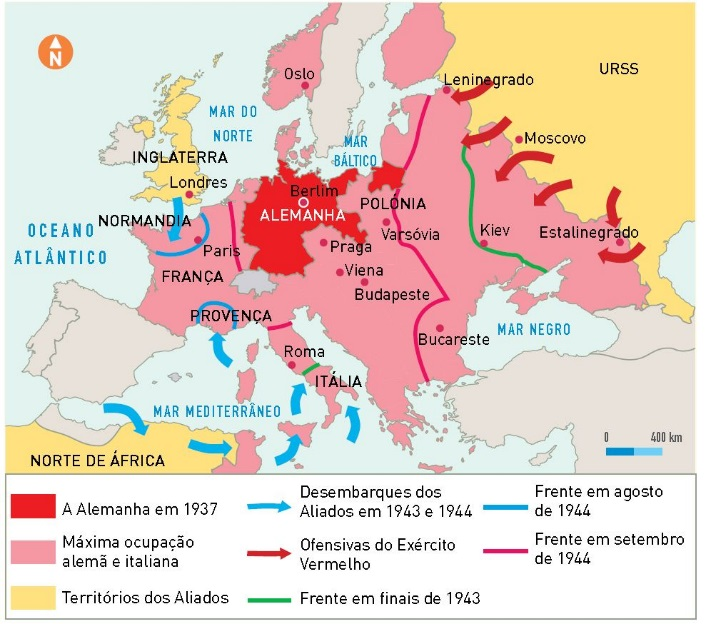 N
Oslo
Leninegrado
URSS
MAR DO
NORTE
MAR
BÁLTICO
Moscovo
INGLATERRA
Londres
Berlim
ALEMANHA
POLÓNIA
NORMANDIA
OCEANO
ATLÂNTICO
Paris
Praga
Varsóvia
Kiev
Estalinegrado
FRANÇA
Viena
Budapeste
PROVENÇA
Bucareste
MAR NEGRO
Roma
ITÁLIA
MAR MEDITERRÂNEO
NORTE DE ÁFRICA
0 400 km
A Alemanha em 1937
Máxima ocupação
alemã e italiana
Territórios dos Aliados
Desembarques dos
Aliados em 1943 e 1944
Ofensivas do Exército
Vermelho
Frente em finais de 1943
Frente em agosto
de 1944
Frente em setembro
de 1944